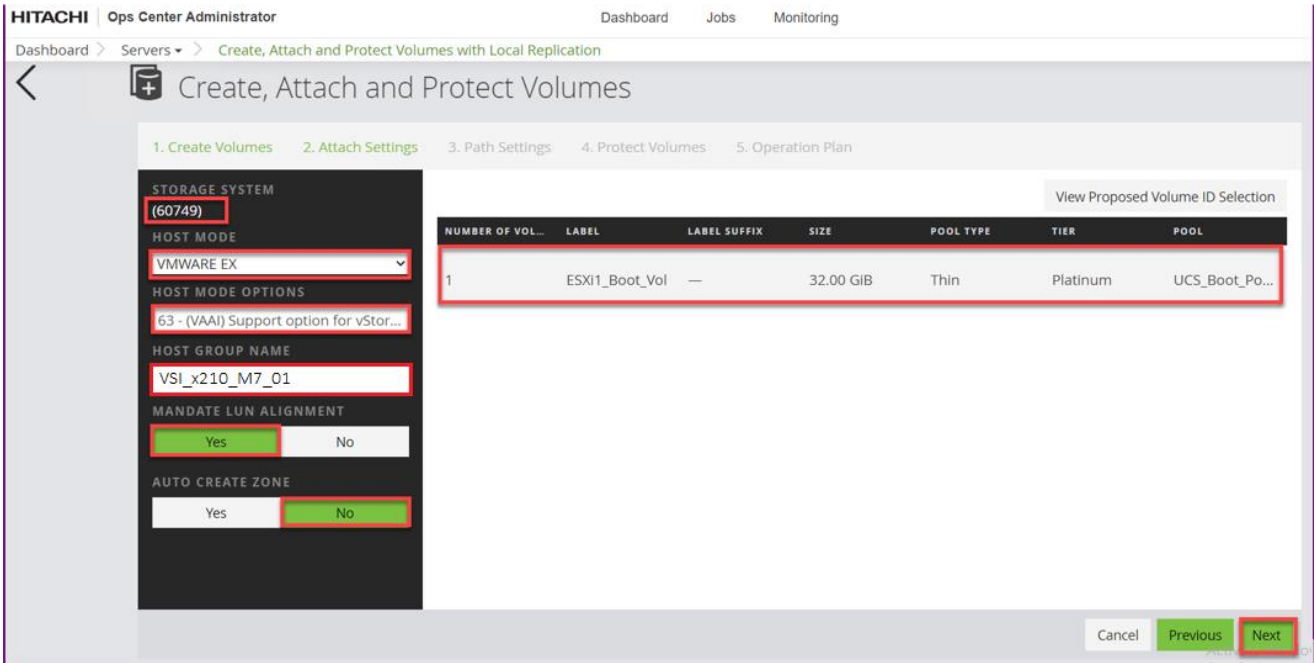 HITACHI Ops Center Administrator Dashboard Jobs Monitoring
Dashboard Servers Create, Attach and Protect Volumes with Local Replication
Create, Attach and Protect Volumes
1. Create Volumes 2. Attach Settings 3. Path Settings 4. Protect Volumes 5. Operation Plan
STORAGE SYSTEM
(60749)
HOST MODE
VMWARE EX
HOST MODE OPTIONS
63 - (VAAI) Support option for vStor...
HOST GROUP NAME
VSI_x210_M7_01
MANDATE LUN ALIGNMENT
Yes No
AUTO CREATE ZONE
Yes No
View Proposed Volume ID Selection
NUMBER OF VOL... LABEL LABEL SUFFIX SIZE POOL TYPE TIER POOL
1 ESXi1_Boot_Vol — 32.00 GiB Thin Platinum UCS_Boot_Po...
Cancel Previous Next